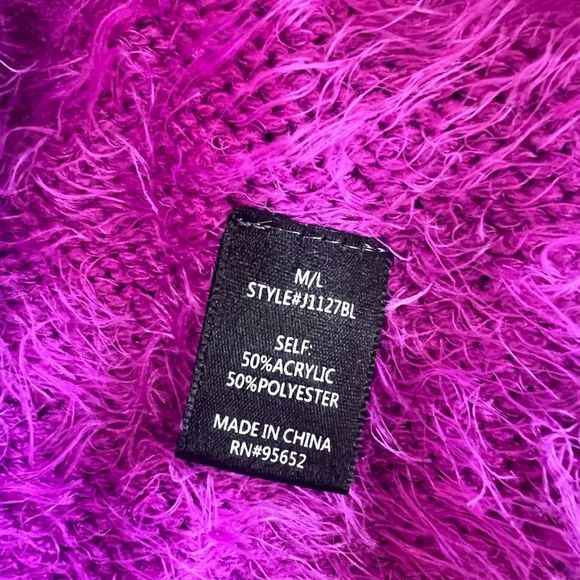 M/L
STYLE#J1127BL
SELF:
50%ACRYLIC
50%POLYESTER
MADE IN CHINA
RN#95652